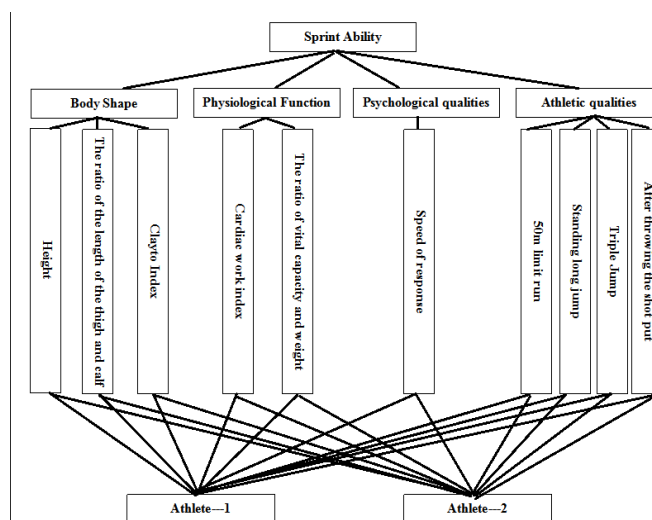 Sprint Ability
Body Shape
Physiological Function
Psychological qualities
Athletic qualities
Height
The ratio of the length of the thigh and calf
Clayto Index
Cardiac work index
The ratio of vital capacity
and weight
Speed of response
50m limit run
Standing long jump
Triple Jump
After throwing the shot put
Athlete---1
Athlete---2